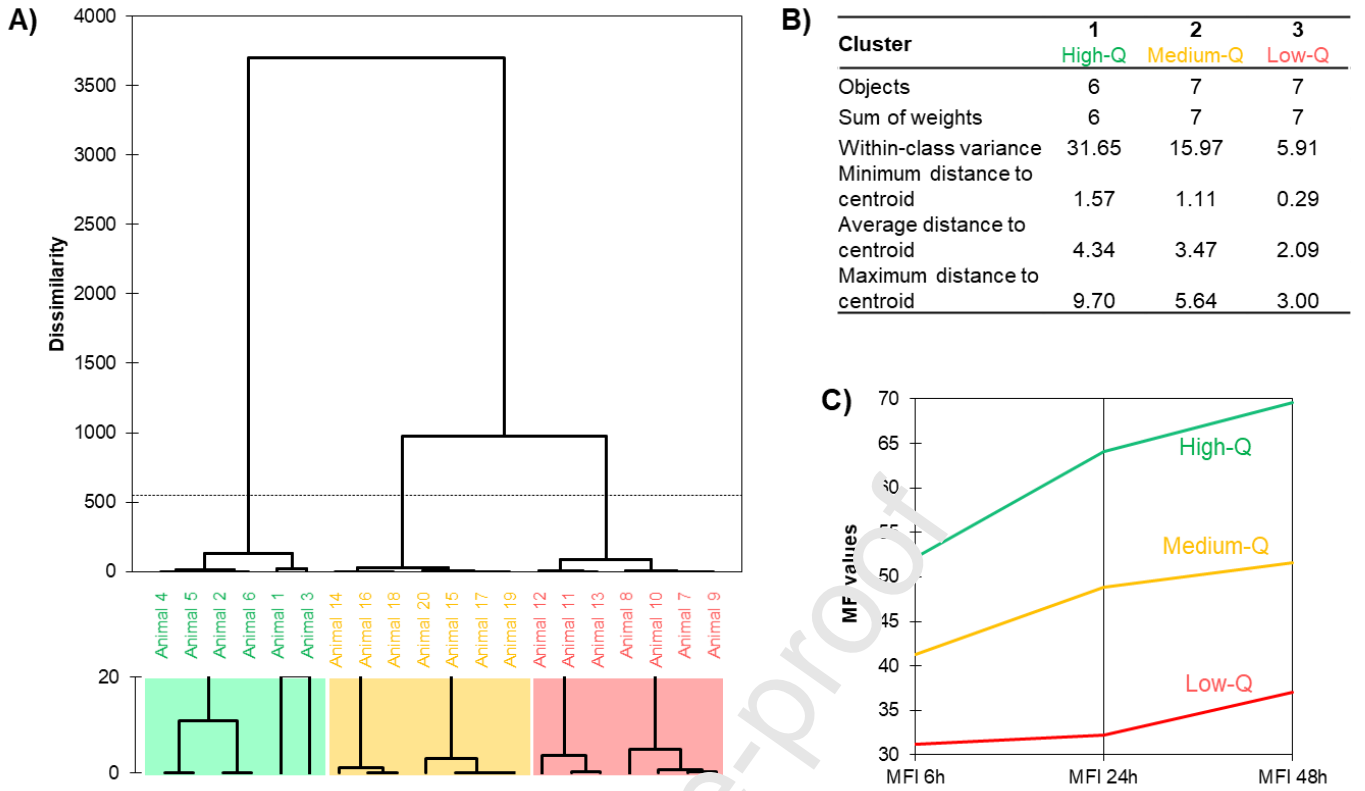 A)
4000
3500
3000
2500
2000
1500
1000
500
0
Dissimilarity
Animal 4
Animal 5
Animal 2
Animal 6
Animal 1
Animal 3
Animal 14
Animal 16
Animal 18
Animal 20
Animal 15
Animal 17
Animal 19
Animal 12
Animal 11
Animal 13
Animal 8
Animal 10
Animal 7
Animal 9
20
0
B)
Cluster 1 2 3
High-Q Medium-Q Low-Q
Objects 6 7 7
Sum of weights 6 7 7
Within-class variance 31.65 15.97 5.91
Minimum distance to
centroid 1.57 1.11 0.29
Average distance to
centroid 4.34 3.47 2.09
Maximum distance to
centroid 9.70 5.64 3.00
C)
70
65
55
50
45
40
35
30
values
High-Q
Medium-Q
Low-Q
MFI 6h MFI 24h MFI 48h
e-proof